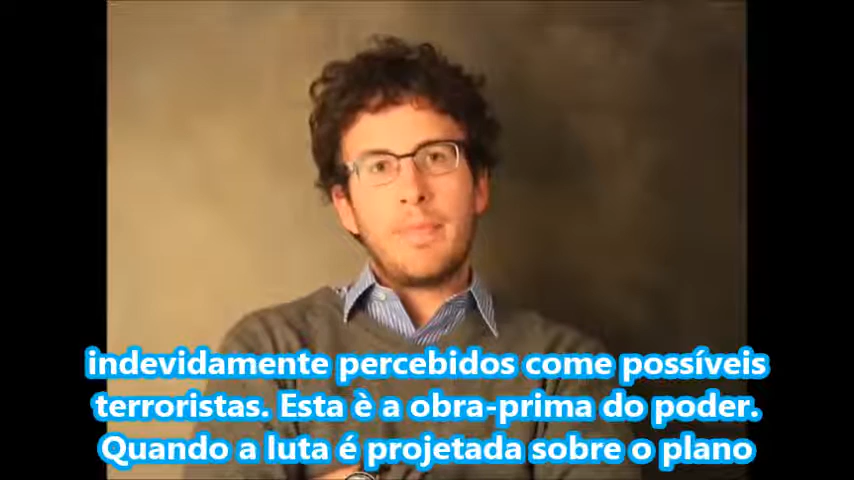 indevidamente percebidos come possíveis
terroristas. Esta è a obra-prima do poder.
Quando a luta é projetada sobre o plano